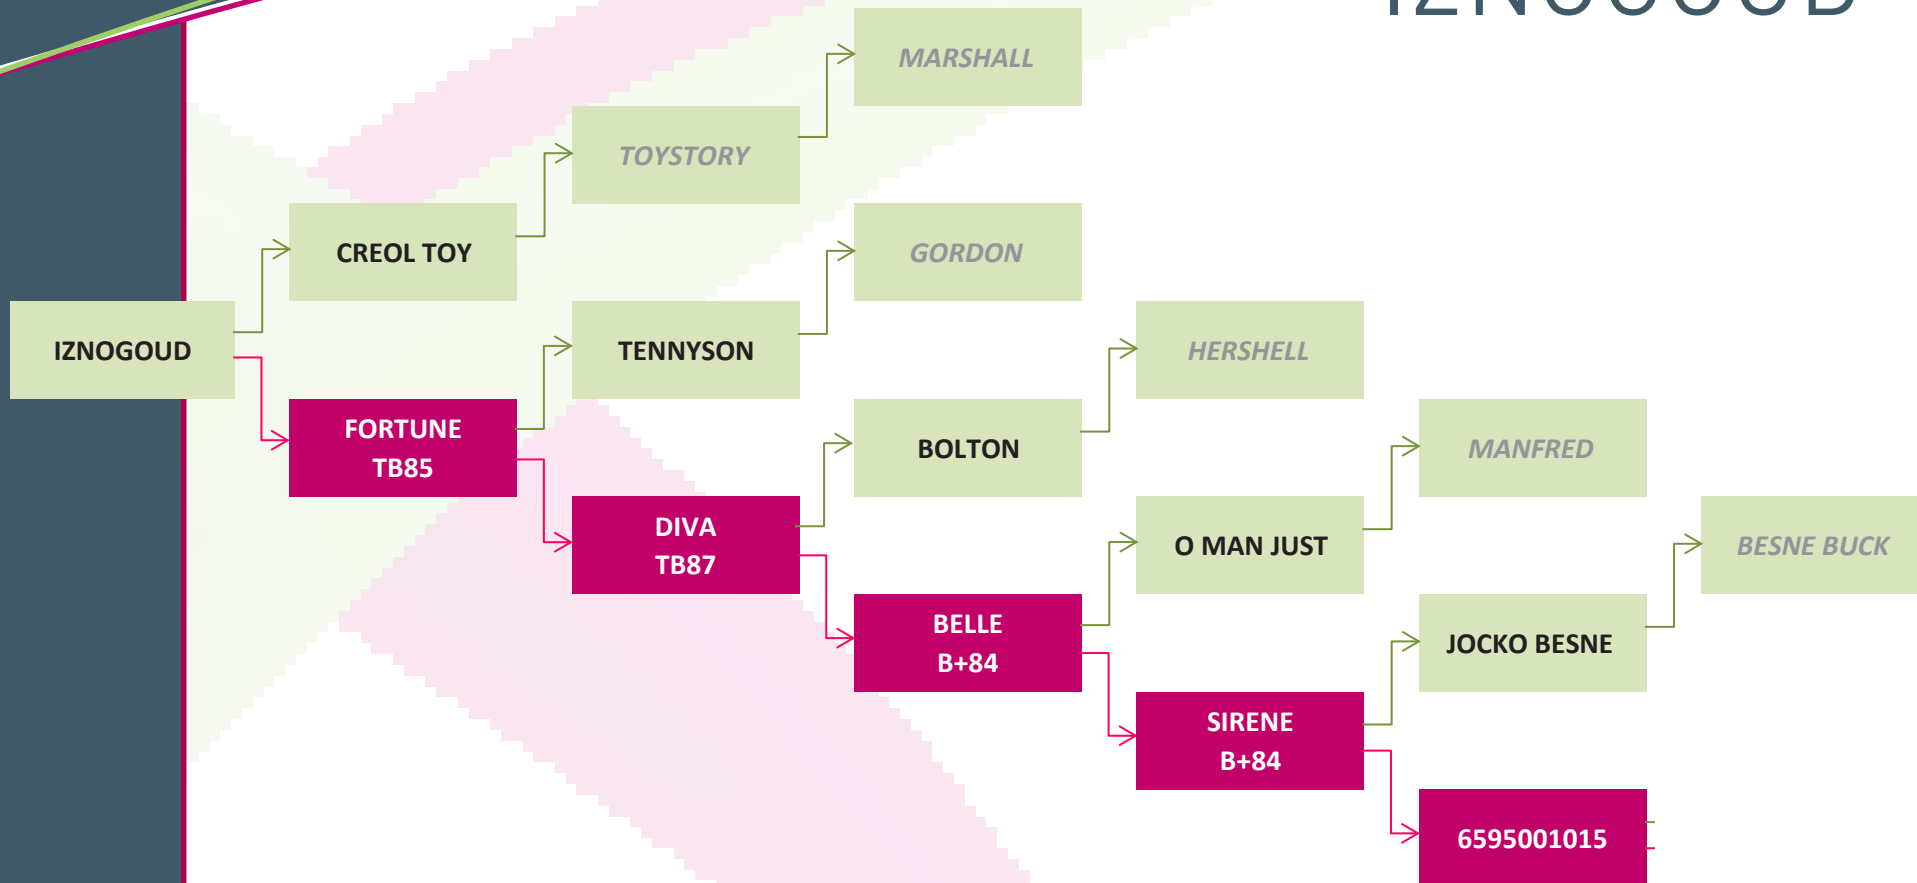 IZNOGOUD
MARSHALL
TOYSTORY
CREOL TOY
GORDON
IZNOGOUD
TENNYSON
HERSHELL
FORTUNE
TB85
BOLTON
MANFRED
DIVA
TB87
O MAN JUST
BESNE BUCK
BELLE
B+84
JOCKO BESNE
SIRENE
B+84
6595001015